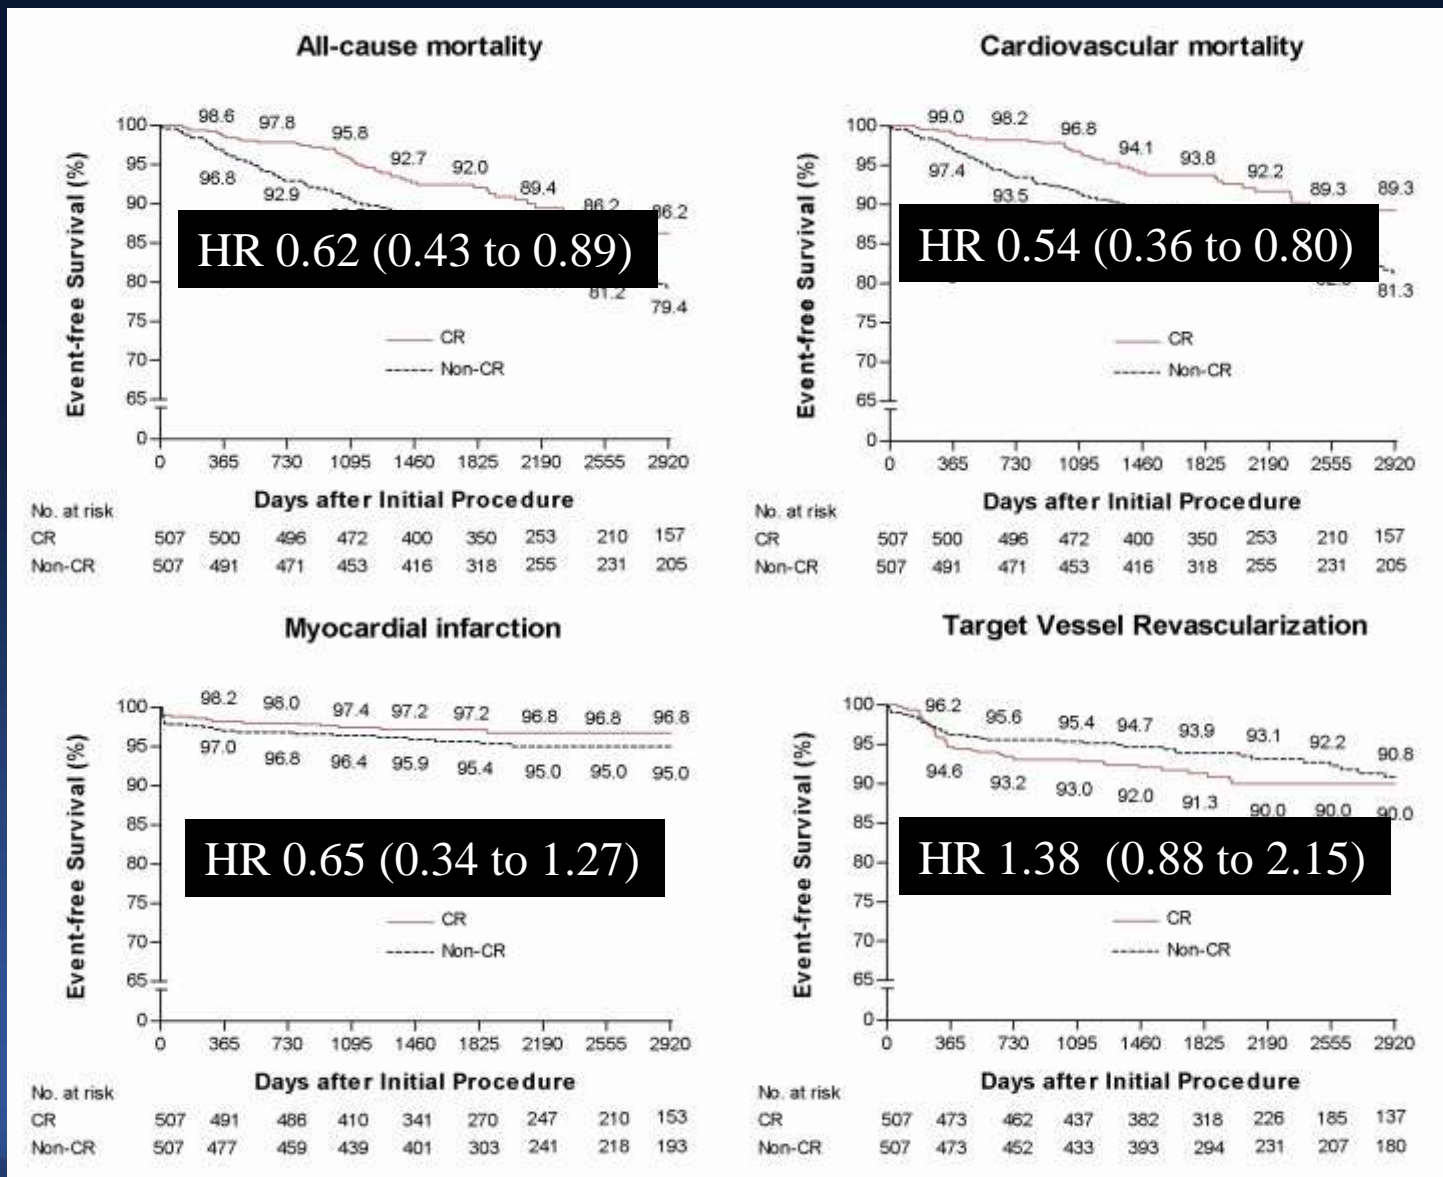 All-cause mortality
98.6 97.8 95.8 92.7 92.0 89.4 86.2 86.2
96.8 92.9 81.2 79.4
Event-free Survival (%)
100
95
90
85
80
75
70
65
0
HR 0.62 (0.43 to 0.89)
CR
Non-CR
0 365 730 1095 1460 1825 2190 2555 2920
Days after Initial Procedure
No. at risk
CR 507 500 496 472 400 350 253 210 157
Non-CR 507 491 471 453 416 318 255 231 205
Cardiovascular mortality
99.0 98.2 96.8 94.1 93.8 92.2 89.3 89.3
97.4 93.5 81.3
Event-free Survival (%)
100
95
90
85
80
75
70
65
0
HR 0.54 (0.36 to 0.80)
CR
Non-CR
0 365 730 1095 1460 1825 2190 2555 2920
Days after Initial Procedure
No. at risk
CR 507 500 496 472 400 350 253 210 157
Non-CR 507 491 471 453 416 318 255 231 205
Myocardial infarction
98.2 98.0 97.4 97.2 97.2 96.8 96.8 96.8
97.0 96.8 96.4 95.9 95.4 95.0 95.0 95.0
Event-free Survival (%)
100
95
90
85
80
75
70
65
0
HR 0.65 (0.34 to 1.27)
CR
Non-CR
0 365 730 1095 1460 1825 2190 2555 2920
Days after Initial Procedure
No. at risk
CR 507 491 486 410 341 270 247 210 153
Non-CR 507 477 459 439 401 303 241 218 193
Target Vessel Revascularization
96.2 95.6 95.4 94.7 93.9 93.1 92.2 90.8
94.6 93.2 93.0 92.0 91.3 90.0 90.0 90.0
Event-free Survival (%)
100
95
90
85
80
75
70
65
0
HR 1.38 (0.88 to 2.15)
CR
Non-CR
0 365 730 1095 1460 1825 2190 2555 2920
Days after Initial Procedure
No. at risk
CR 507 473 462 437 382 318 226 185 137
Non-CR 507 473 452 433 393 294 231 207 180